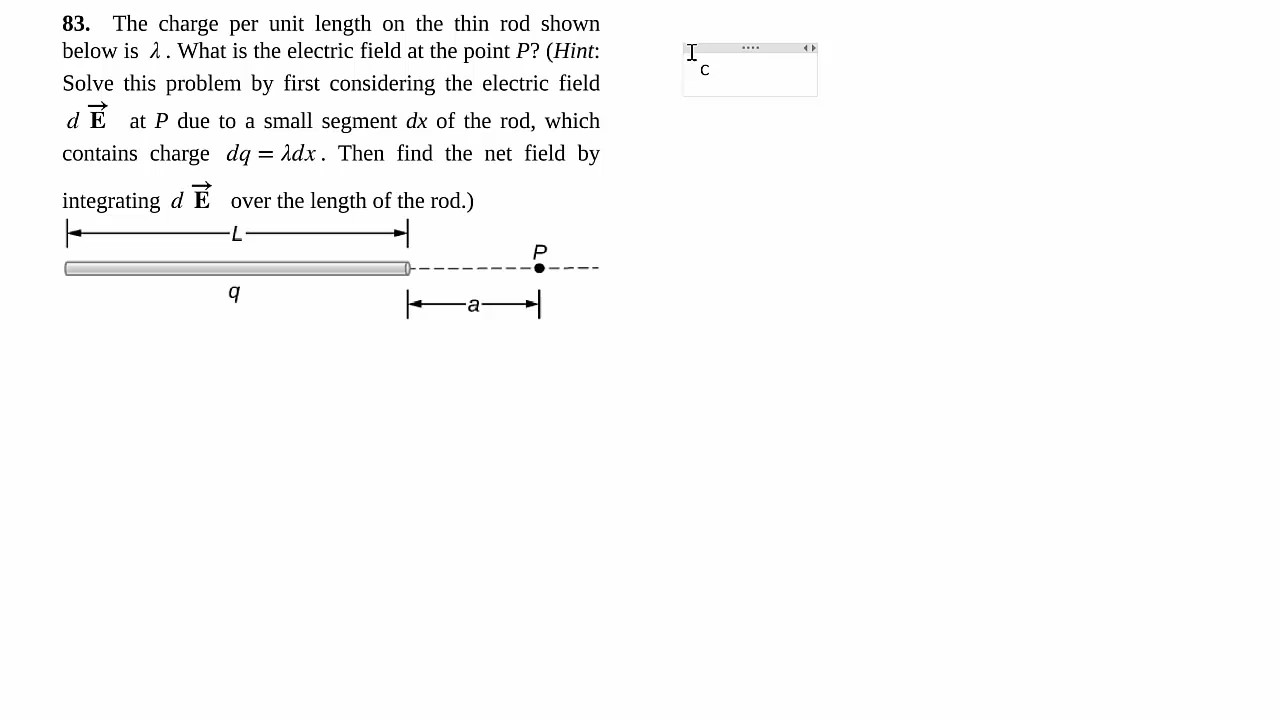 83. The charge per unit length on the thin rod shown
below is λ . What is the electric field at the point P? (Hint:
Solve this problem by first considering the electric field
d E⃗ at P due to a small segment dx of the rod, which
contains charge dq = λdx . Then find the net field by
integrating d E⃗ over the length of the rod.)
L
P
q
a
c